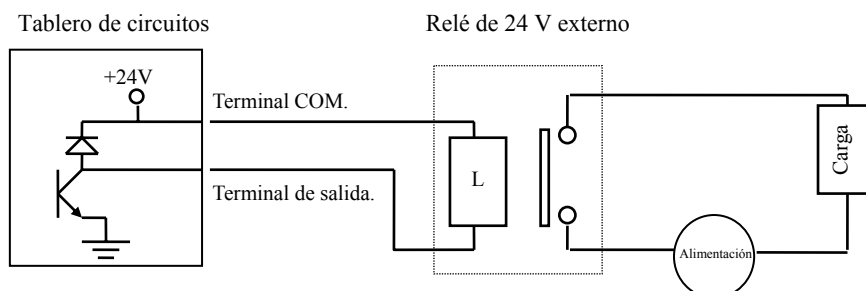 Tablero de circuitos
Relé de 24 V externo
+24V
Terminal COM.
Terminal de salida.
L
Carga
Alimentación